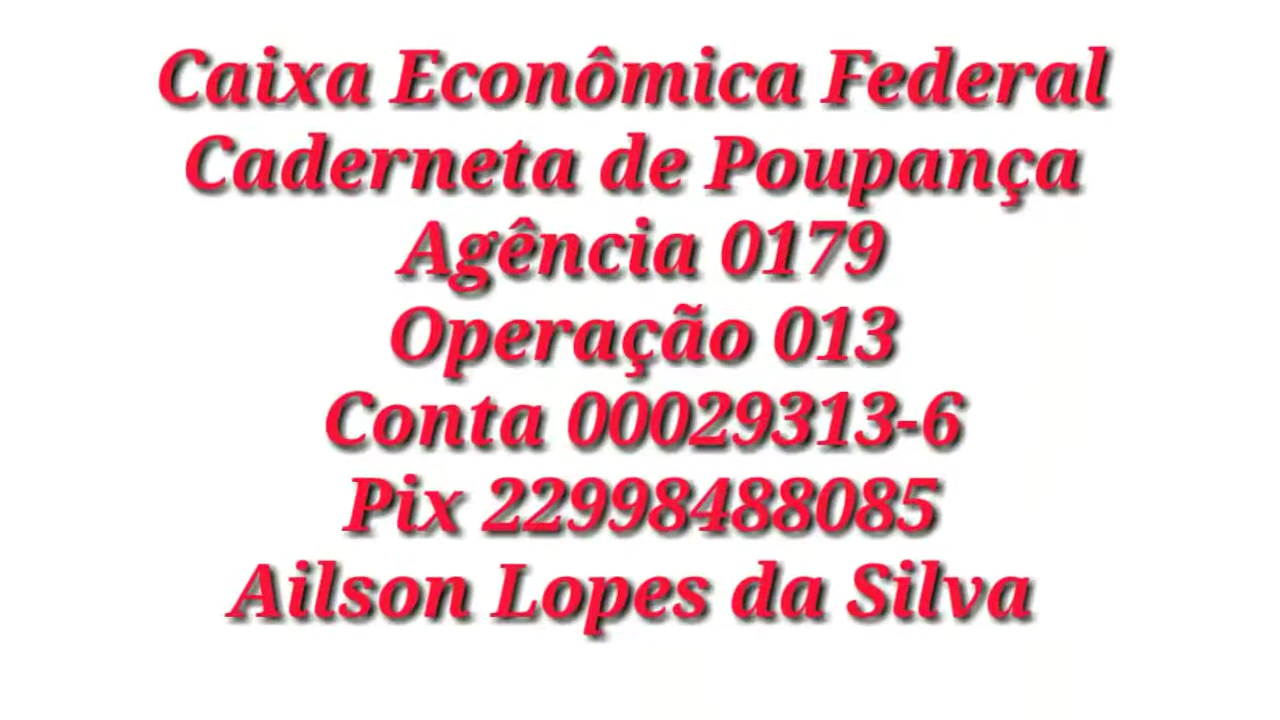 Caixa Econômica Federal
Caderneta de Poupança
Agência 0179
Operação 013
Conta 00029313-6
Pix 22998488085
Ailson Lopes da Silva